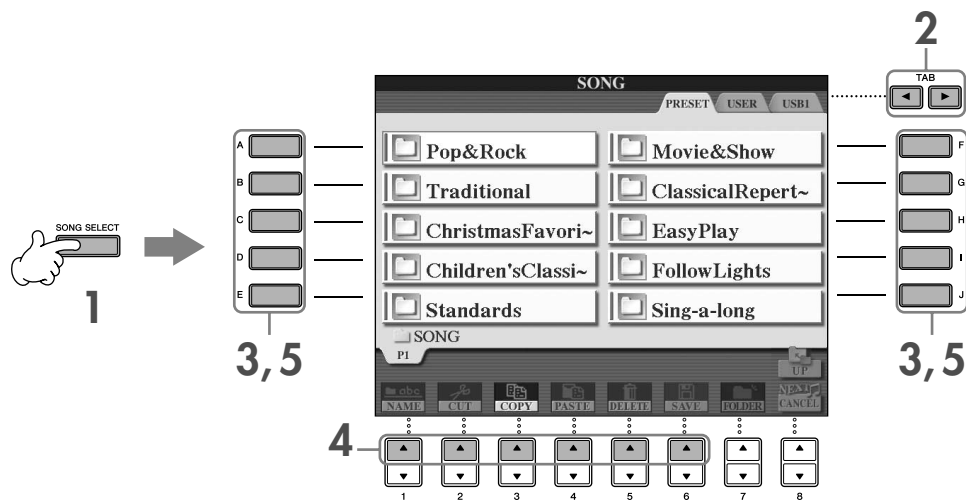 2
TAB
SONG
PRESET USER USB1
A Pop&Rock Movie&Show F
B Traditional ClassicalRepert~ G
SONG SELECT
C ChristmasFavori~ EasyPlay H
D Children'sClassi~ FollowLights I
1
E Standards Sing-a-long J
SONG
3, 5
3, 5
P1
UP
abc
NEXT
NAME CUT COPY PASTE DELETE SAVE FOLDER CANCEL
4
1 2 3 4 5 6 7 8